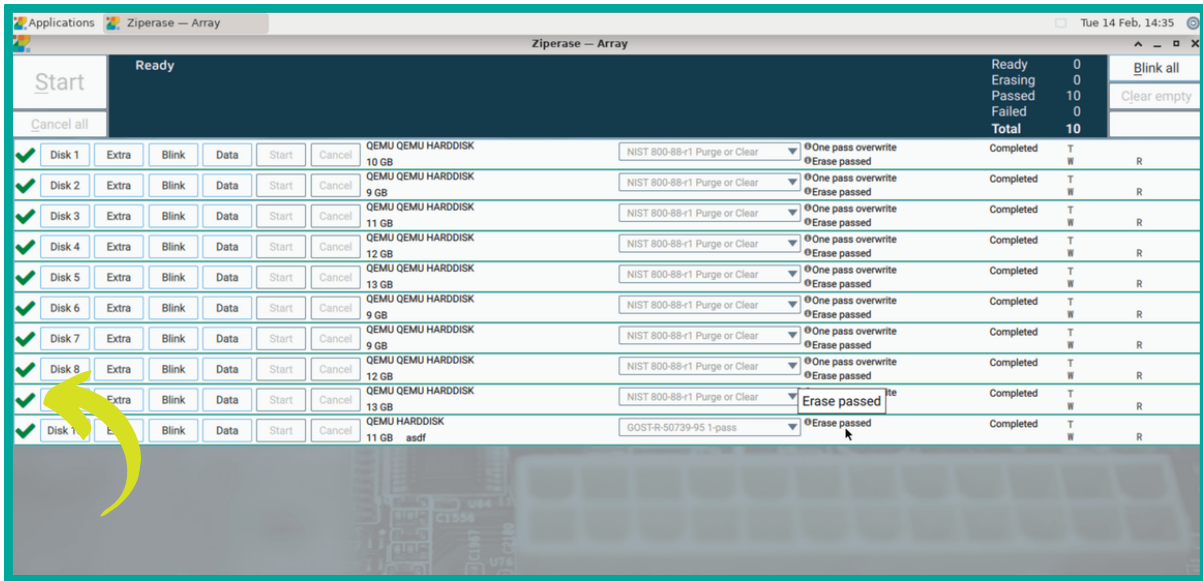 Applications Ziperase — Array Tue 14 Feb, 14:35
Ziperase — Array
Start Ready Ready 0 Blink all
Erasing 0
Passed 10 Clear empty
Failed 0
Cancel all Total 10
Disk 1 Extra Blink Data Start Cancel QEMU QEMU HARDDISK NIST 800-88-r1 Purge or Clear One pass overwrite Completed T
10 GB Erase passed W R
Disk 2 Extra Blink Data Start Cancel QEMU QEMU HARDDISK NIST 800-88-r1 Purge or Clear One pass overwrite Completed T
9 GB Erase passed W R
Disk 3 Extra Blink Data Start Cancel QEMU QEMU HARDDISK NIST 800-88-r1 Purge or Clear One pass overwrite Completed T
11 GB Erase passed W R
Disk 4 Extra Blink Data Start Cancel QEMU QEMU HARDDISK NIST 800-88-r1 Purge or Clear One pass overwrite Completed T
12 GB Erase passed W R
Disk 5 Extra Blink Data Start Cancel QEMU QEMU HARDDISK NIST 800-88-r1 Purge or Clear One pass overwrite Completed T
13 GB Erase passed W R
Disk 6 Extra Blink Data Start Cancel QEMU QEMU HARDDISK NIST 800-88-r1 Purge or Clear One pass overwrite Completed T
9 GB Erase passed W R
Disk 7 Extra Blink Data Start Cancel QEMU QEMU HARDDISK NIST 800-88-r1 Purge or Clear One pass overwrite Completed T
9 GB Erase passed W R
Disk 8 Extra Blink Data Start Cancel QEMU QEMU HARDDISK NIST 800-88-r1 Purge or Clear One pass overwrite Completed T
12 GB Erase passed W R
Extra Blink Data Start Cancel QEMU QEMU HARDDISK NIST 800-88-r1 Purge or Clear Completed T
13 GB Erase passed W R
Disk Blink Data Start Cancel QEMU HARDDISK GOST-R-50739-95 1-pass Erase passed Completed T
11 GB asdf W R
C1556